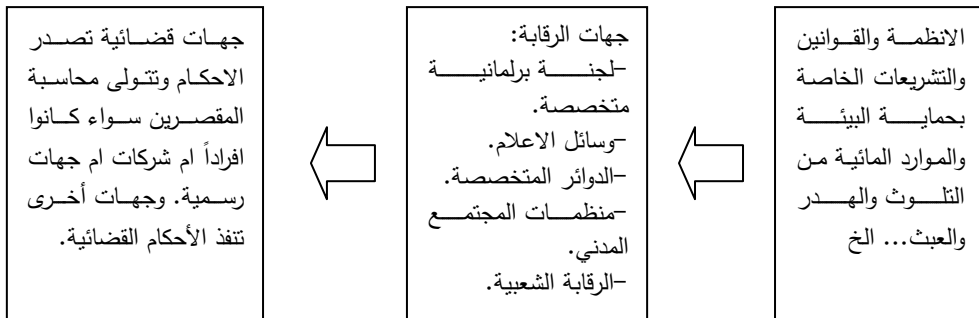 الانظمة والقوانين
والتشريعات الخاصة
بحماية البيئة
والموارد المائية من
التلوث والهدر
والعبث... الخ
جهات الرقابة:
-لجنة برلمانية
متخصصة.
-وسائل الاعلام.
-الدوائر المتخصصة.
-منظمات المجتمع
المدني.
-الرقابة الشعبية.
جهات قضائية تصدر
الاحكام وتتولى محاسبة
المقصرين سواء كانوا
افراداً ام شركات ام جهات
رسمية. وجهات أخرى
تنفذ الأحكام القضائية.